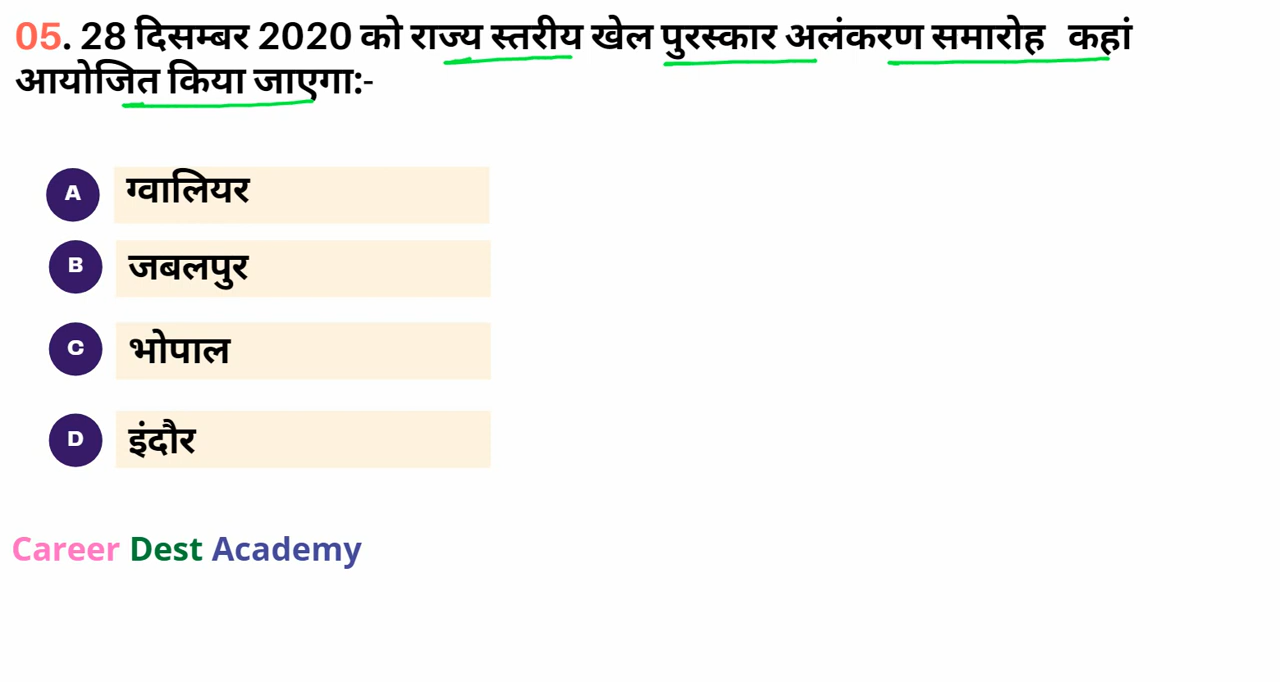 05. 28 दिसम्बर 2020 को राज्य स्तरीय खेल पुरस्कार अलंकरण समारोह कहां
आयोजित किया जाएगा:-
A ग्वालियर
B जबलपुर
C भोपाल
D इंदौर
Career Dest Academy